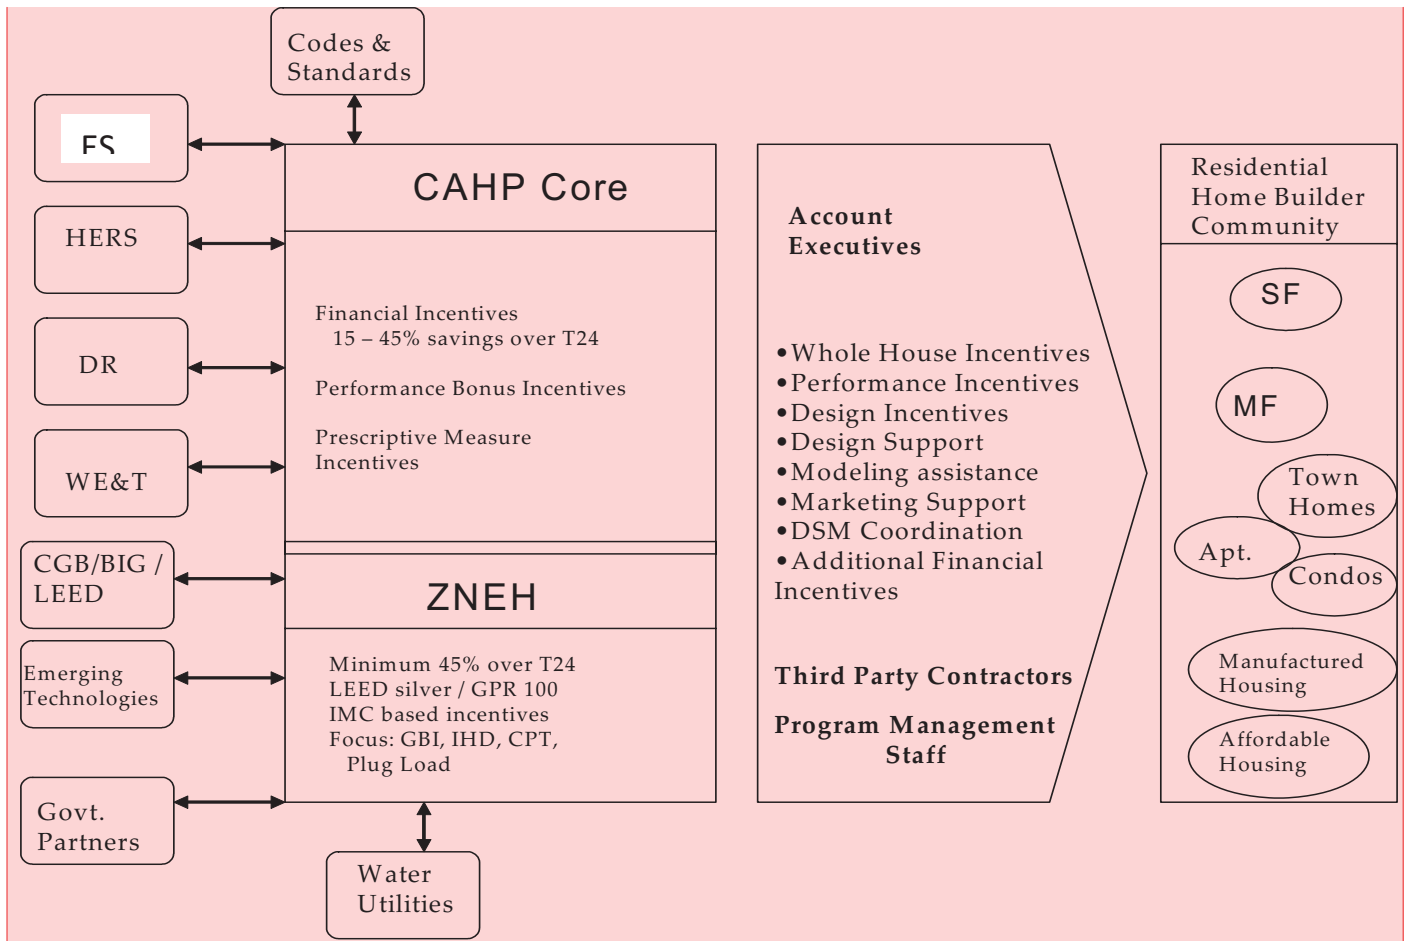 Codes &
Standards
ES
HERS
DR
WE&T
CGB/BIG /
LEED
Emerging
Technologies
Govt.
Partners
CAHP Core
Financial Incentives
15 – 45% savings over T24
Performance Bonus Incentives
Prescriptive Measure
Incentives
ZNEH
Minimum 45% over T24
LEED silver / GPR 100
IMC based incentives
Focus: GBI, IHD, CPT,
Plug Load
Water
Utilities
Account
Executives
•Whole House Incentives
•Performance Incentives
•Design Incentives
•Design Support
•Modeling assistance
•Marketing Support
•DSM Coordination
•Additional Financial
Incentives
Third Party Contractors
Program Management
Staff
Residential
Home Builder
Community
SF
MF
Town
Homes
Apt.
Condos
Manufactured
Housing
Affordable
Housing